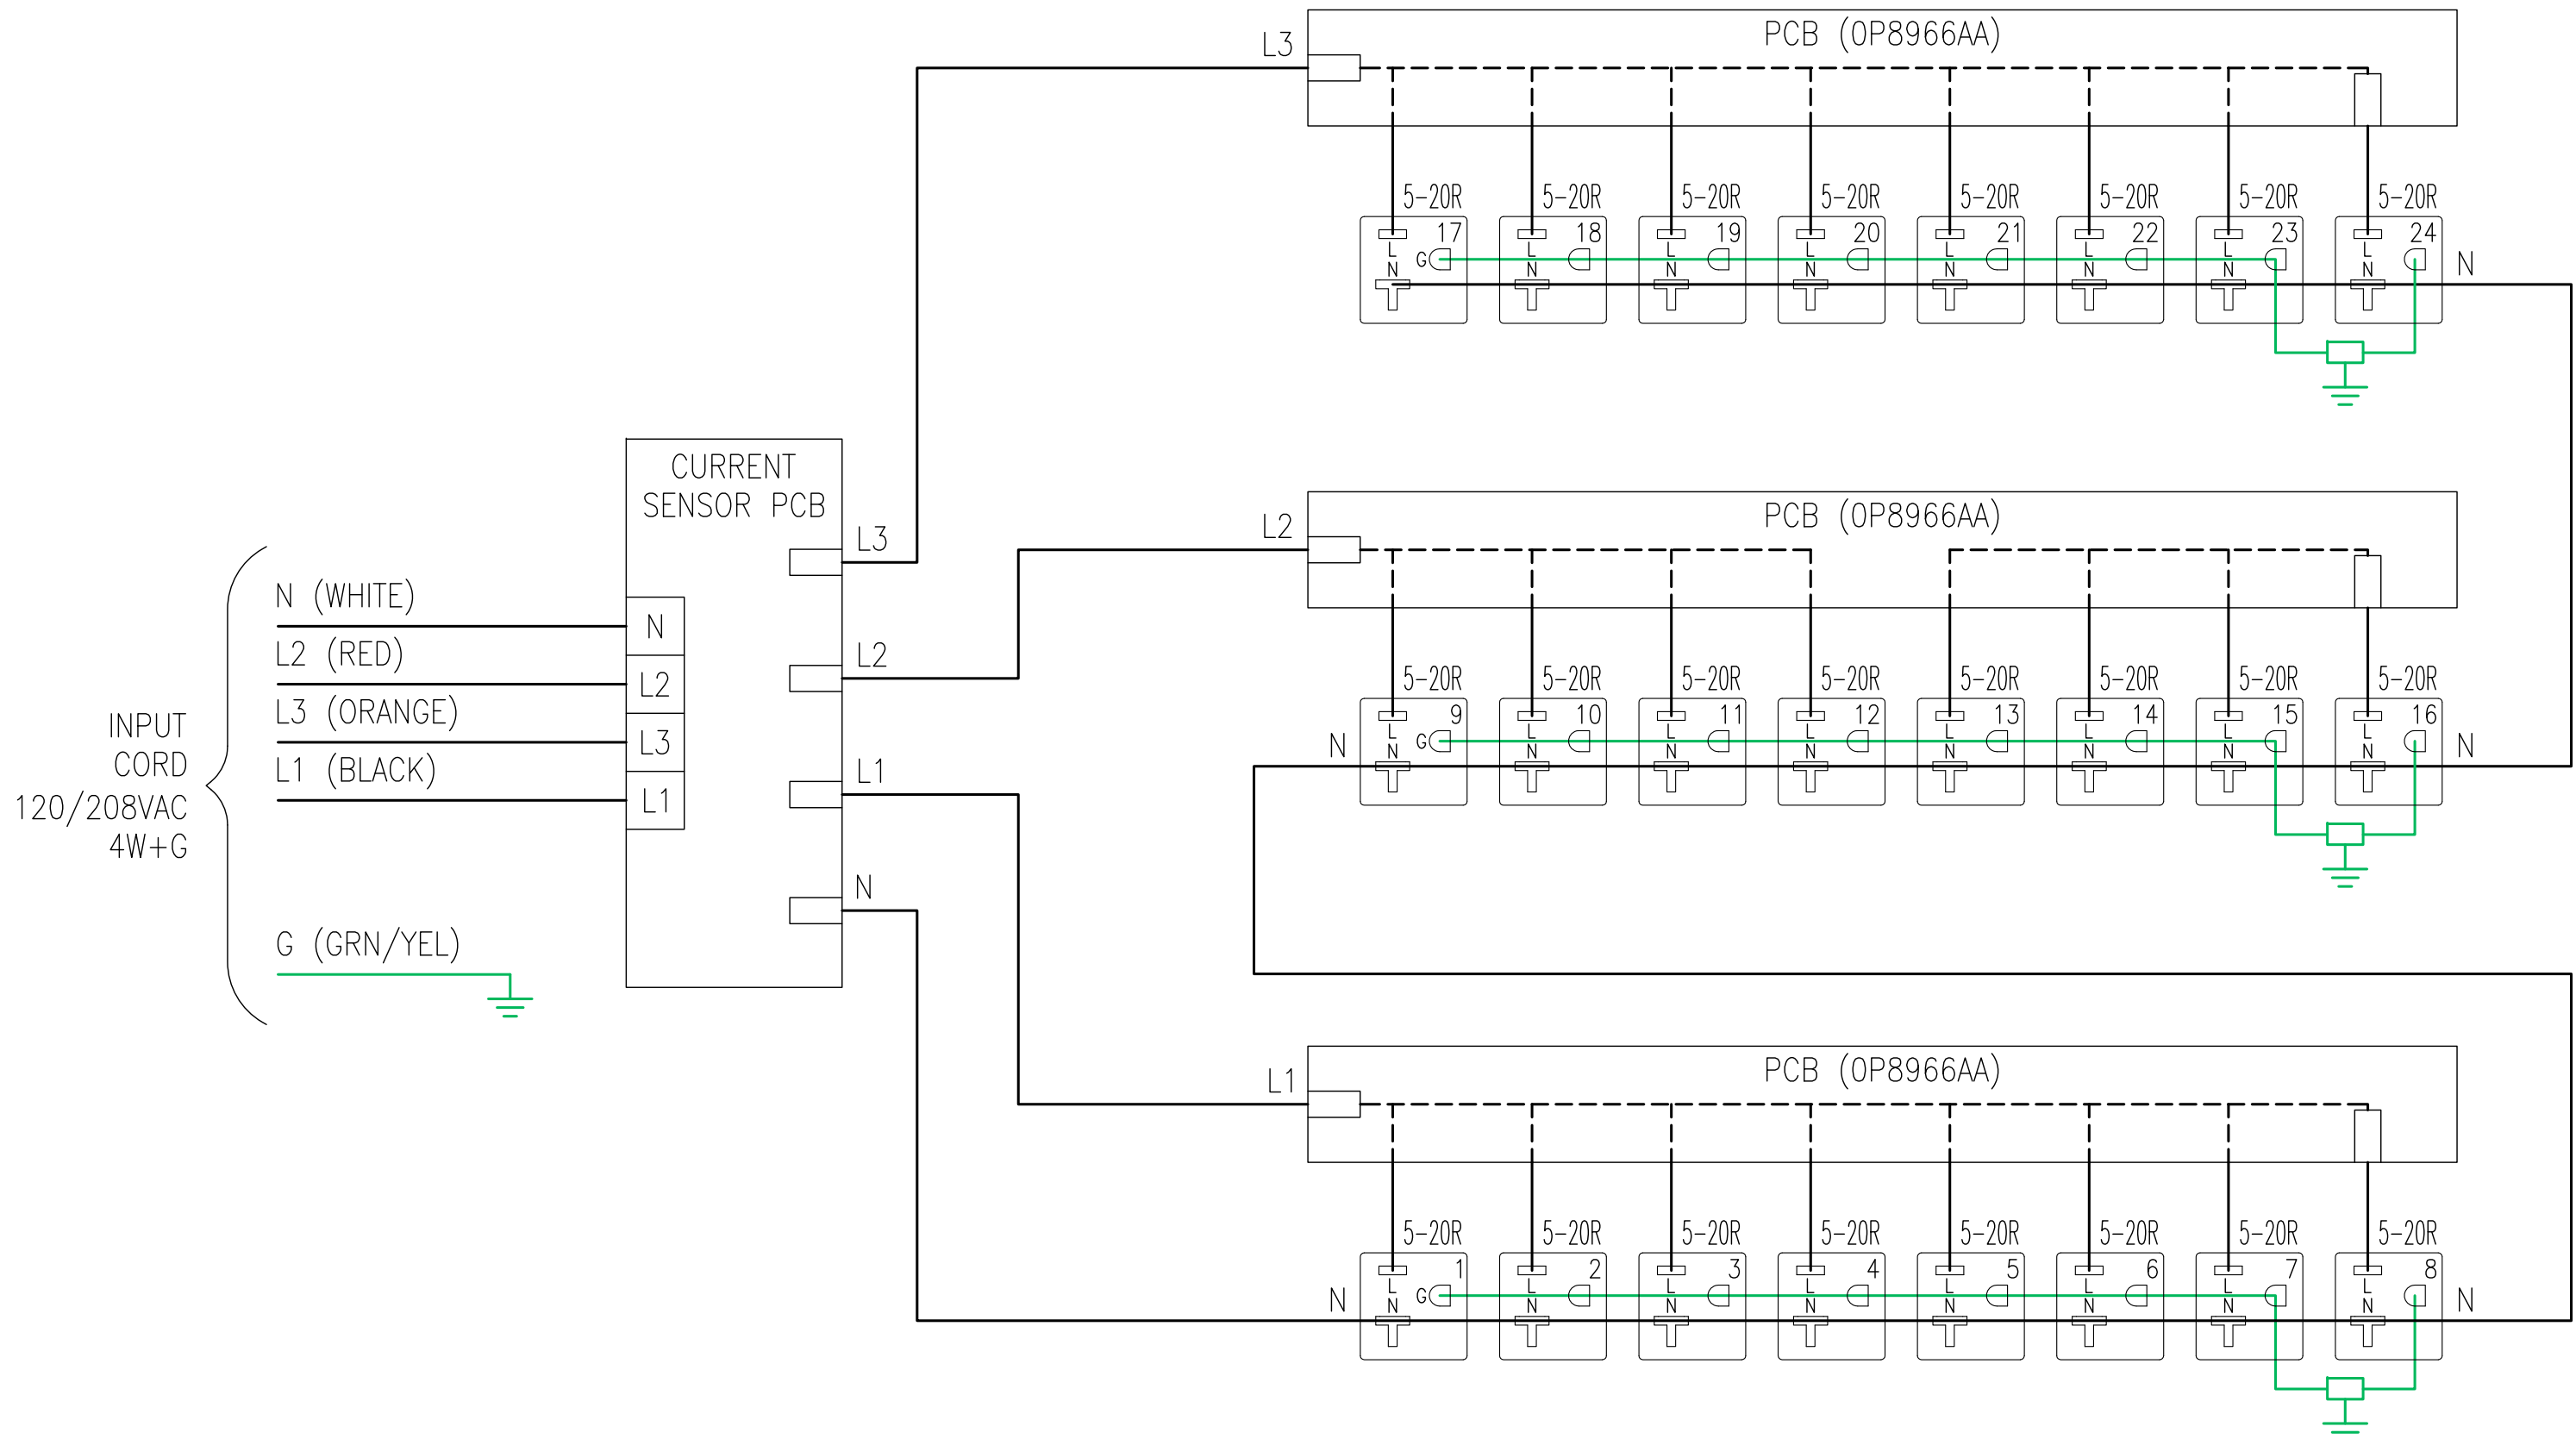 L3
PCB (0P8966AA)
5-20R 5-20R 5-20R 5-20R 5-20R 5-20R 5-20R 5-20R
17 18 19 20 21 22 23 24
L G L L L L L L L N
N N N N N N N N
CURRENT
SENSOR PCB
L3
L2
L1
N
N (WHITE)
L2 (RED)
L3 (ORANGE)
L1 (BLACK)
G (GRN/YEL)
N
L2
L3
L1
INPUT
CORD
120/208VAC
4W+G
L2
PCB (0P8966AA)
5-20R 5-20R 5-20R 5-20R 5-20R 5-20R 5-20R 5-20R
9 10 11 12 13 14 15 16
N L G L L L L L L L N
N N N N N N N N
L1
PCB (0P8966AA)
5-20R 5-20R 5-20R 5-20R 5-20R 5-20R 5-20R 5-20R
1 2 3 4 5 6 7 8
N L G L L L L L L L N
N N N N N N N N